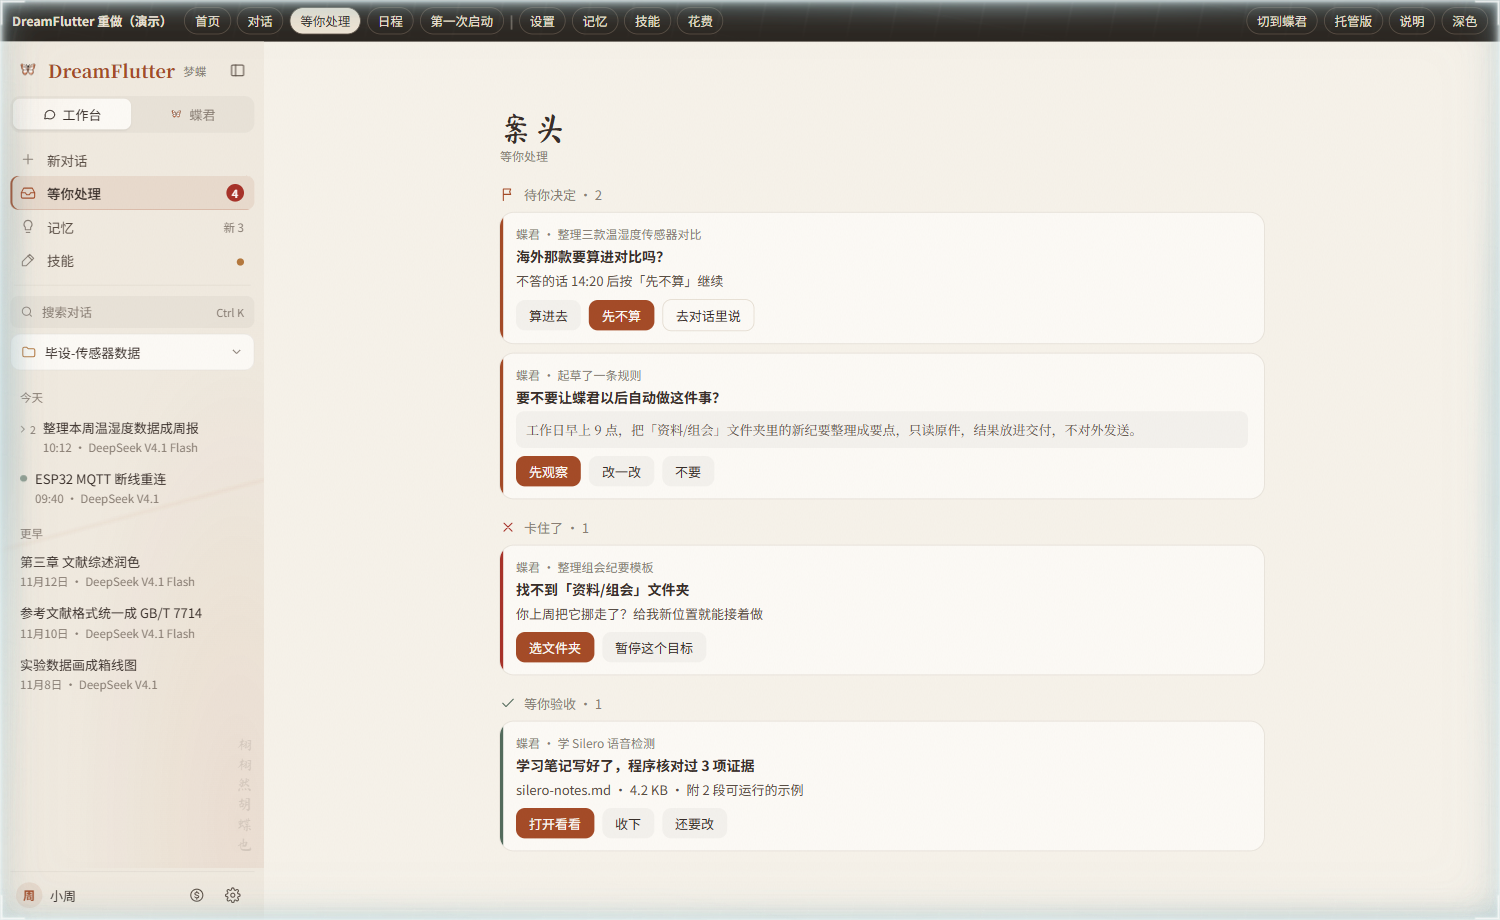 DreamFlutter 重做（演示） 首页 对话 等你处理 日程 第一次启动 | 设置 记忆 技能 花费 切到蝶君 托管版 说明 深色
DreamFlutter 梦蝶
工作台 蝶君
新对话
等你处理 4
记忆 新 3
技能
搜索对话 Ctrl K
毕设-传感器数据
今天
2 整理本周温湿度数据成周报
10:12 • DeepSeek V4.1 Flash
ESP32 MQTT 断线重连
09:40 • DeepSeek V4.1
更早
第三章 文献综述润色
11月12日 • DeepSeek V4.1 Flash
参考文献格式统一成 GB/T 7714
11月10日 • DeepSeek V4.1 Flash
实验数据画成箱线图
11月8日 • DeepSeek V4.1
栩栩然胡蝶也
周 小周
案头
等你处理
待你决定 • 2
蝶君 • 整理三款温湿度传感器对比
海外那款要算进对比吗？
不答的话 14:20 后按「先不算」继续
算进去 先不算 去对话里说
蝶君 • 起草了一条规则
要不要让蝶君以后自动做这件事？
工作日早上 9 点，把「资料/组会」文件夹里的新纪要整理成要点，只读原件，结果放进交付，不对外发送。
先观察 改一改 不要
卡住了 • 1
蝶君 • 整理组会纪要模板
找不到「资料/组会」文件夹
你上周把它挪走了？给我新位置就能接着做
选文件夹 暂停这个目标
等你验收 • 1
蝶君 • 学 Silero 语音检测
学习笔记写好了，程序核对过 3 项证据
silero-notes.md • 4.2 KB • 附 2 段可运行的示例
打开看看 收下 还要改